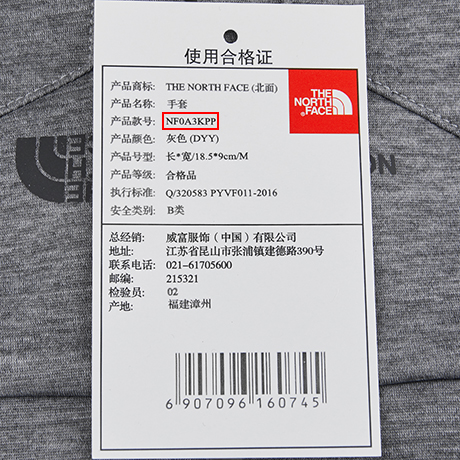 使用合格证
产品商标: THE NORTH FACE (北面)
产品名称: 手套
产品款号: NF0A3KPP
产品颜色: 灰色 (DYY)
产品号型: 长*宽/18.5*9cm/M
产品等级: 合格品
执行标准: Q/320583 PYVF011-2016
安全类别: B类
THE
NORTH
FACE
总经销: 威富服饰（中国）有限公司
地址: 江苏省昆山市张浦镇建德路390号
联系电话: 021-61705600
邮编: 215321
检验员: 02
产地: 福建漳州
6 907096 160745